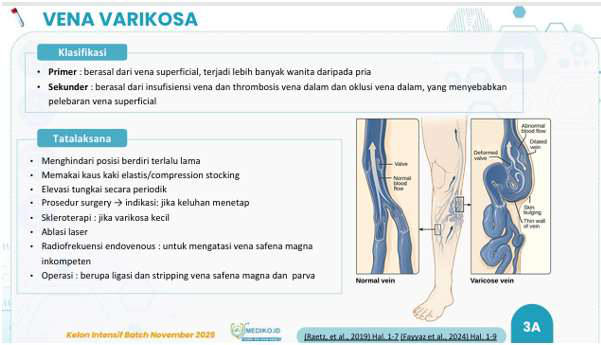 VENA VARIKOSA
Klasifikasi
• Primer : berasal dari vena superficial, terjadi lebih banyak wanita daripada pria
• Sekunder : berasal dari insufisiensi vena dan thrombosis vena dalam dan oklusi vena dalam, yang menyebabkan
pelebaran vena superficial
Tatalaksana
• Menghindari posisi berdiri terlalu lama
• Memakai kaus kaki elastis/compression stocking
• Elevasi tungkai secara periodik
• Prosedur surgery → indikasi: jika keluhan menetap
• Skleroterapi : jika varikosa kecil
• Ablasi laser
• Radiofrekuensi endovenous : untuk mengatasi vena safena magna
inkompeten
• Operasi : berupa ligasi dan stripping vena safena magna dan parva
Valve
Normal
blood
flow
Normal vein
Abnormal
blood flow
Dilated
vein
Deformed
valve
Skin
bulging
Thin wall
of vein
Varicose vein
Kelon Intensif Batch November 2025
MEDIKO.ID
(Raetz, et al., 2019) Hal. 1-7 (Fayyaz et al., 2024) Hal. 1-9
3A